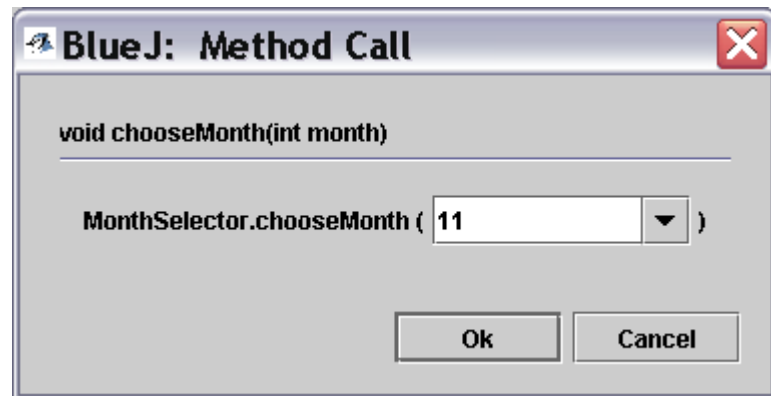 BlueJ: Method Call
void chooseMonth(int month)
MonthSelector.chooseMonth ( 11 )
Ok Cancel